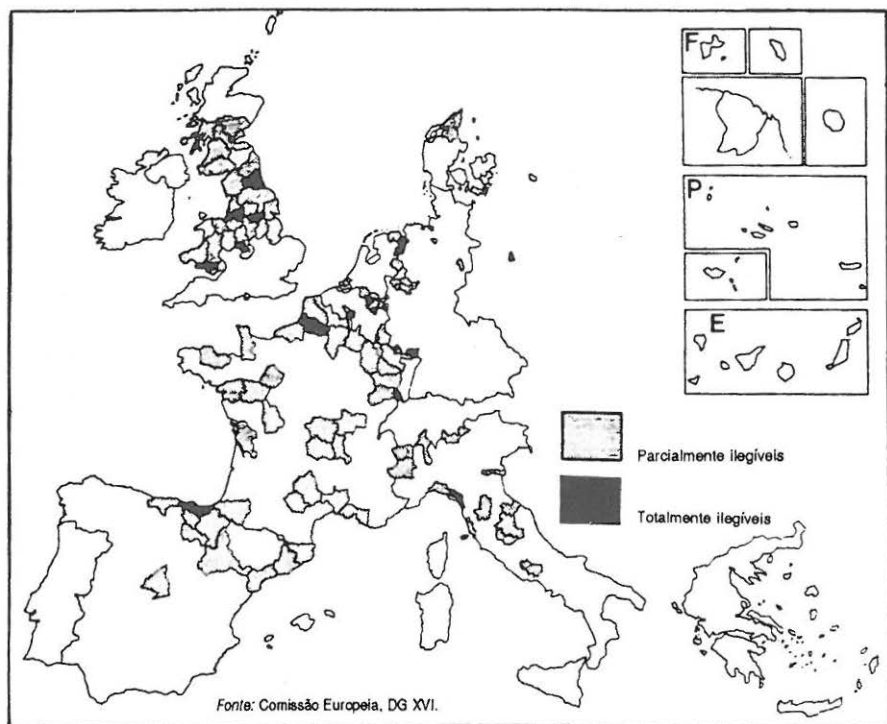 F
P
E
Parcialmente ilegíveis
Totalmente ilegíveis
Fonte: Comissão Europeia, DG XVI.